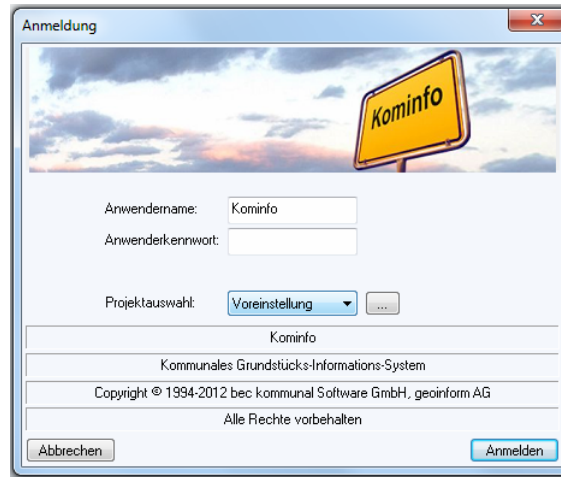 Anmeldung
Kominfo
Anwendername: Kominfo
Anwenderkennwort:
Projektauswahl: Voreinstellung ...
Kominfo
Kommunales Grundstücks-Informations-System
Copyright © 1994-2012 bec kommunal Software GmbH, geoinform AG
Alle Rechte vorbehalten
Abbrechen Anmelden